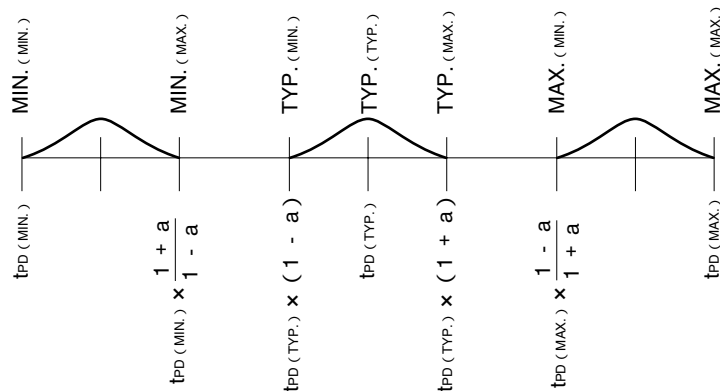 MIN. ( MIN. )
MIN. ( MAX. )
TYP. ( MIN. )
TYP. ( TYP. )
TYP. ( MAX. )
MAX. ( MIN. )
MAX. ( MAX. )
tPD ( MIN. )
tPD ( MIN. ) × 1 + a / 1 - a
tPD ( TYP. ) × ( 1 - a )
tPD ( TYP. )
tPD ( TYP. ) × ( 1 + a )
tPD ( MAX. ) × 1 - a / 1 + a
tPD ( MAX. )